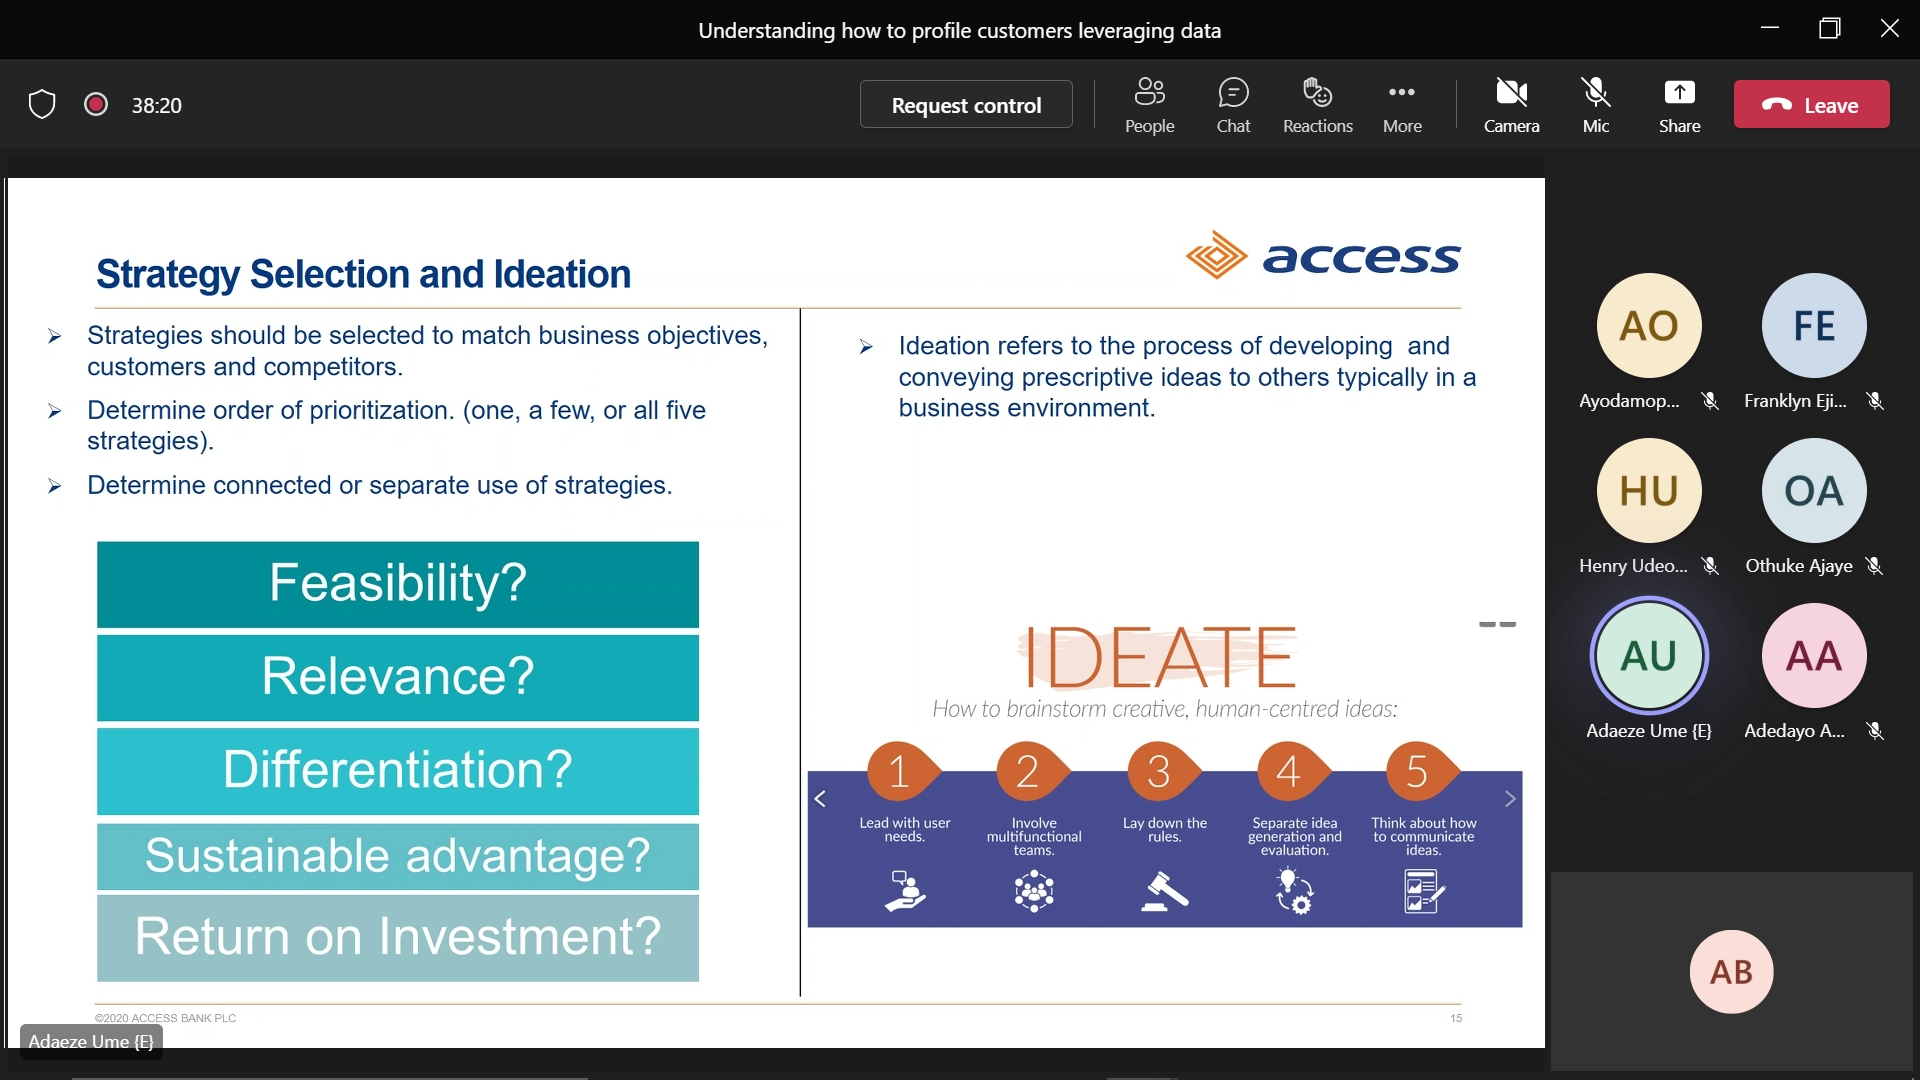 Understanding how to profile customers leveraging data
38:20
Request control
People
Chat
Reactions
More
Camera
Mic
Share
Leave
access
Strategy Selection and Ideation
Strategies should be selected to match business objectives,
customers and competitors.
Determine order of prioritization. (one, a few, or all five
strategies).
Determine connected or separate use of strategies.
Feasibility?
Relevance?
Differentiation?
Sustainable advantage?
Return on Investment?
Ideation refers to the process of developing and
conveying prescriptive ideas to others typically in a
business environment.
IDEATE
How to brainstorm creative, human-centred ideas:
1
Lead with user
needs.
2
Involve
multifunctional
teams.
3
Lay down the
rules.
4
Separate idea
generation and
evaluation.
5
Think about how
to communicate
ideas.
©2020 ACCESS BANK PLC
15
Adaeze Ume {E}
AO
Ayodamop...
FE
Franklyn Eji...
HU
Henry Udeo...
OA
Othuke Ajaye
AU
Adaeze Ume {E}
AA
Adedayo A...
AB